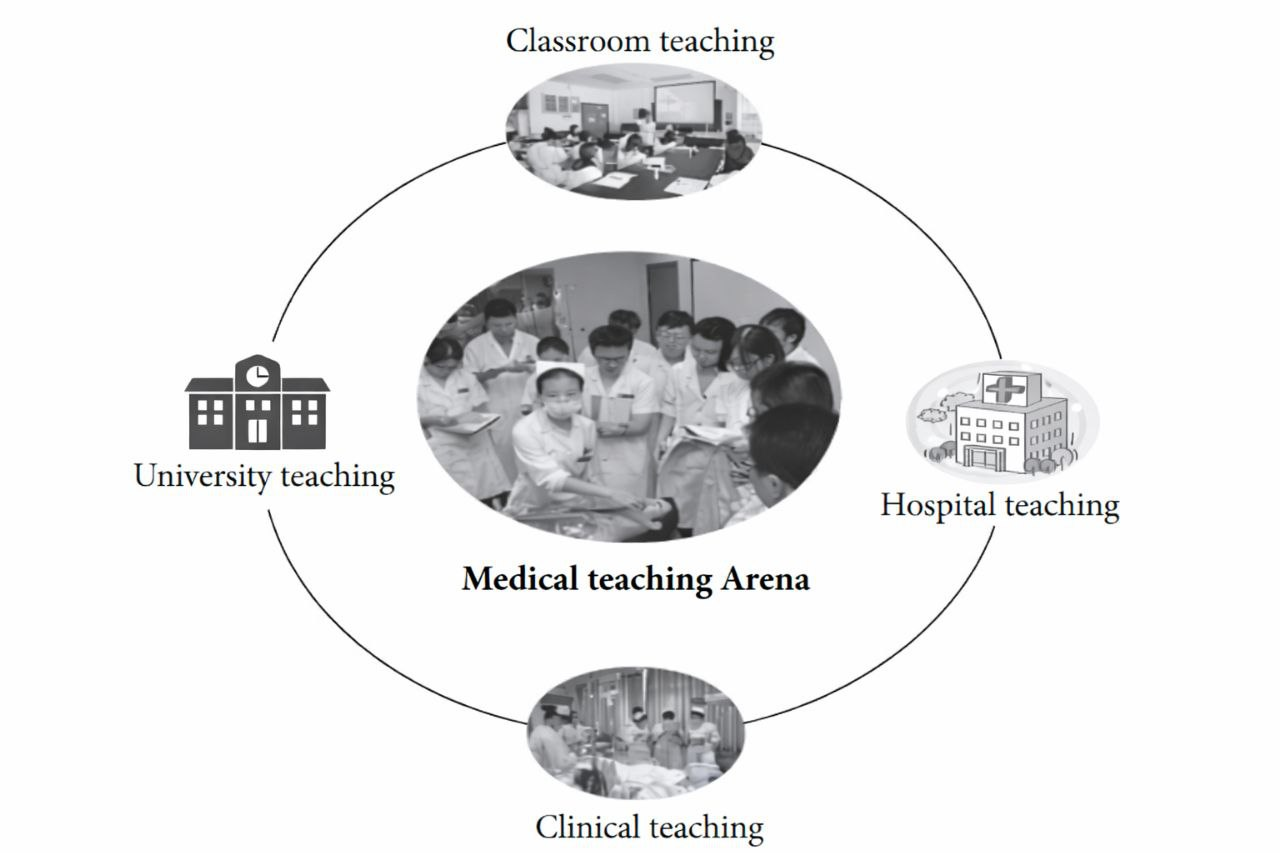 Classroom teaching
University teaching
Hospital teaching
Medical teaching Arena
Clinical teaching